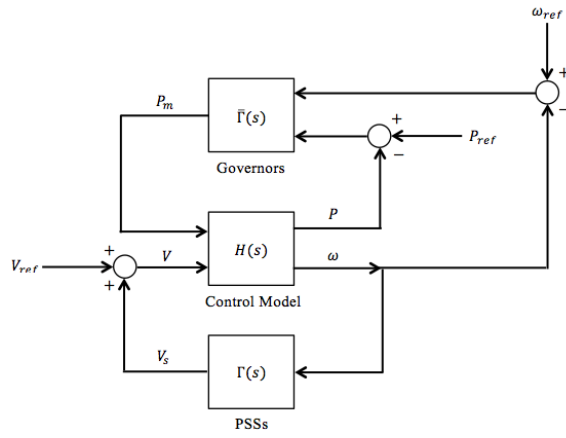 ω_ref
+
−
P_m
Γ̄(s)
+
−
P_ref
Governors
P
H(s)
ω
V_ref
+
+
V
Control Model
V_s
Γ(s)
PSSs